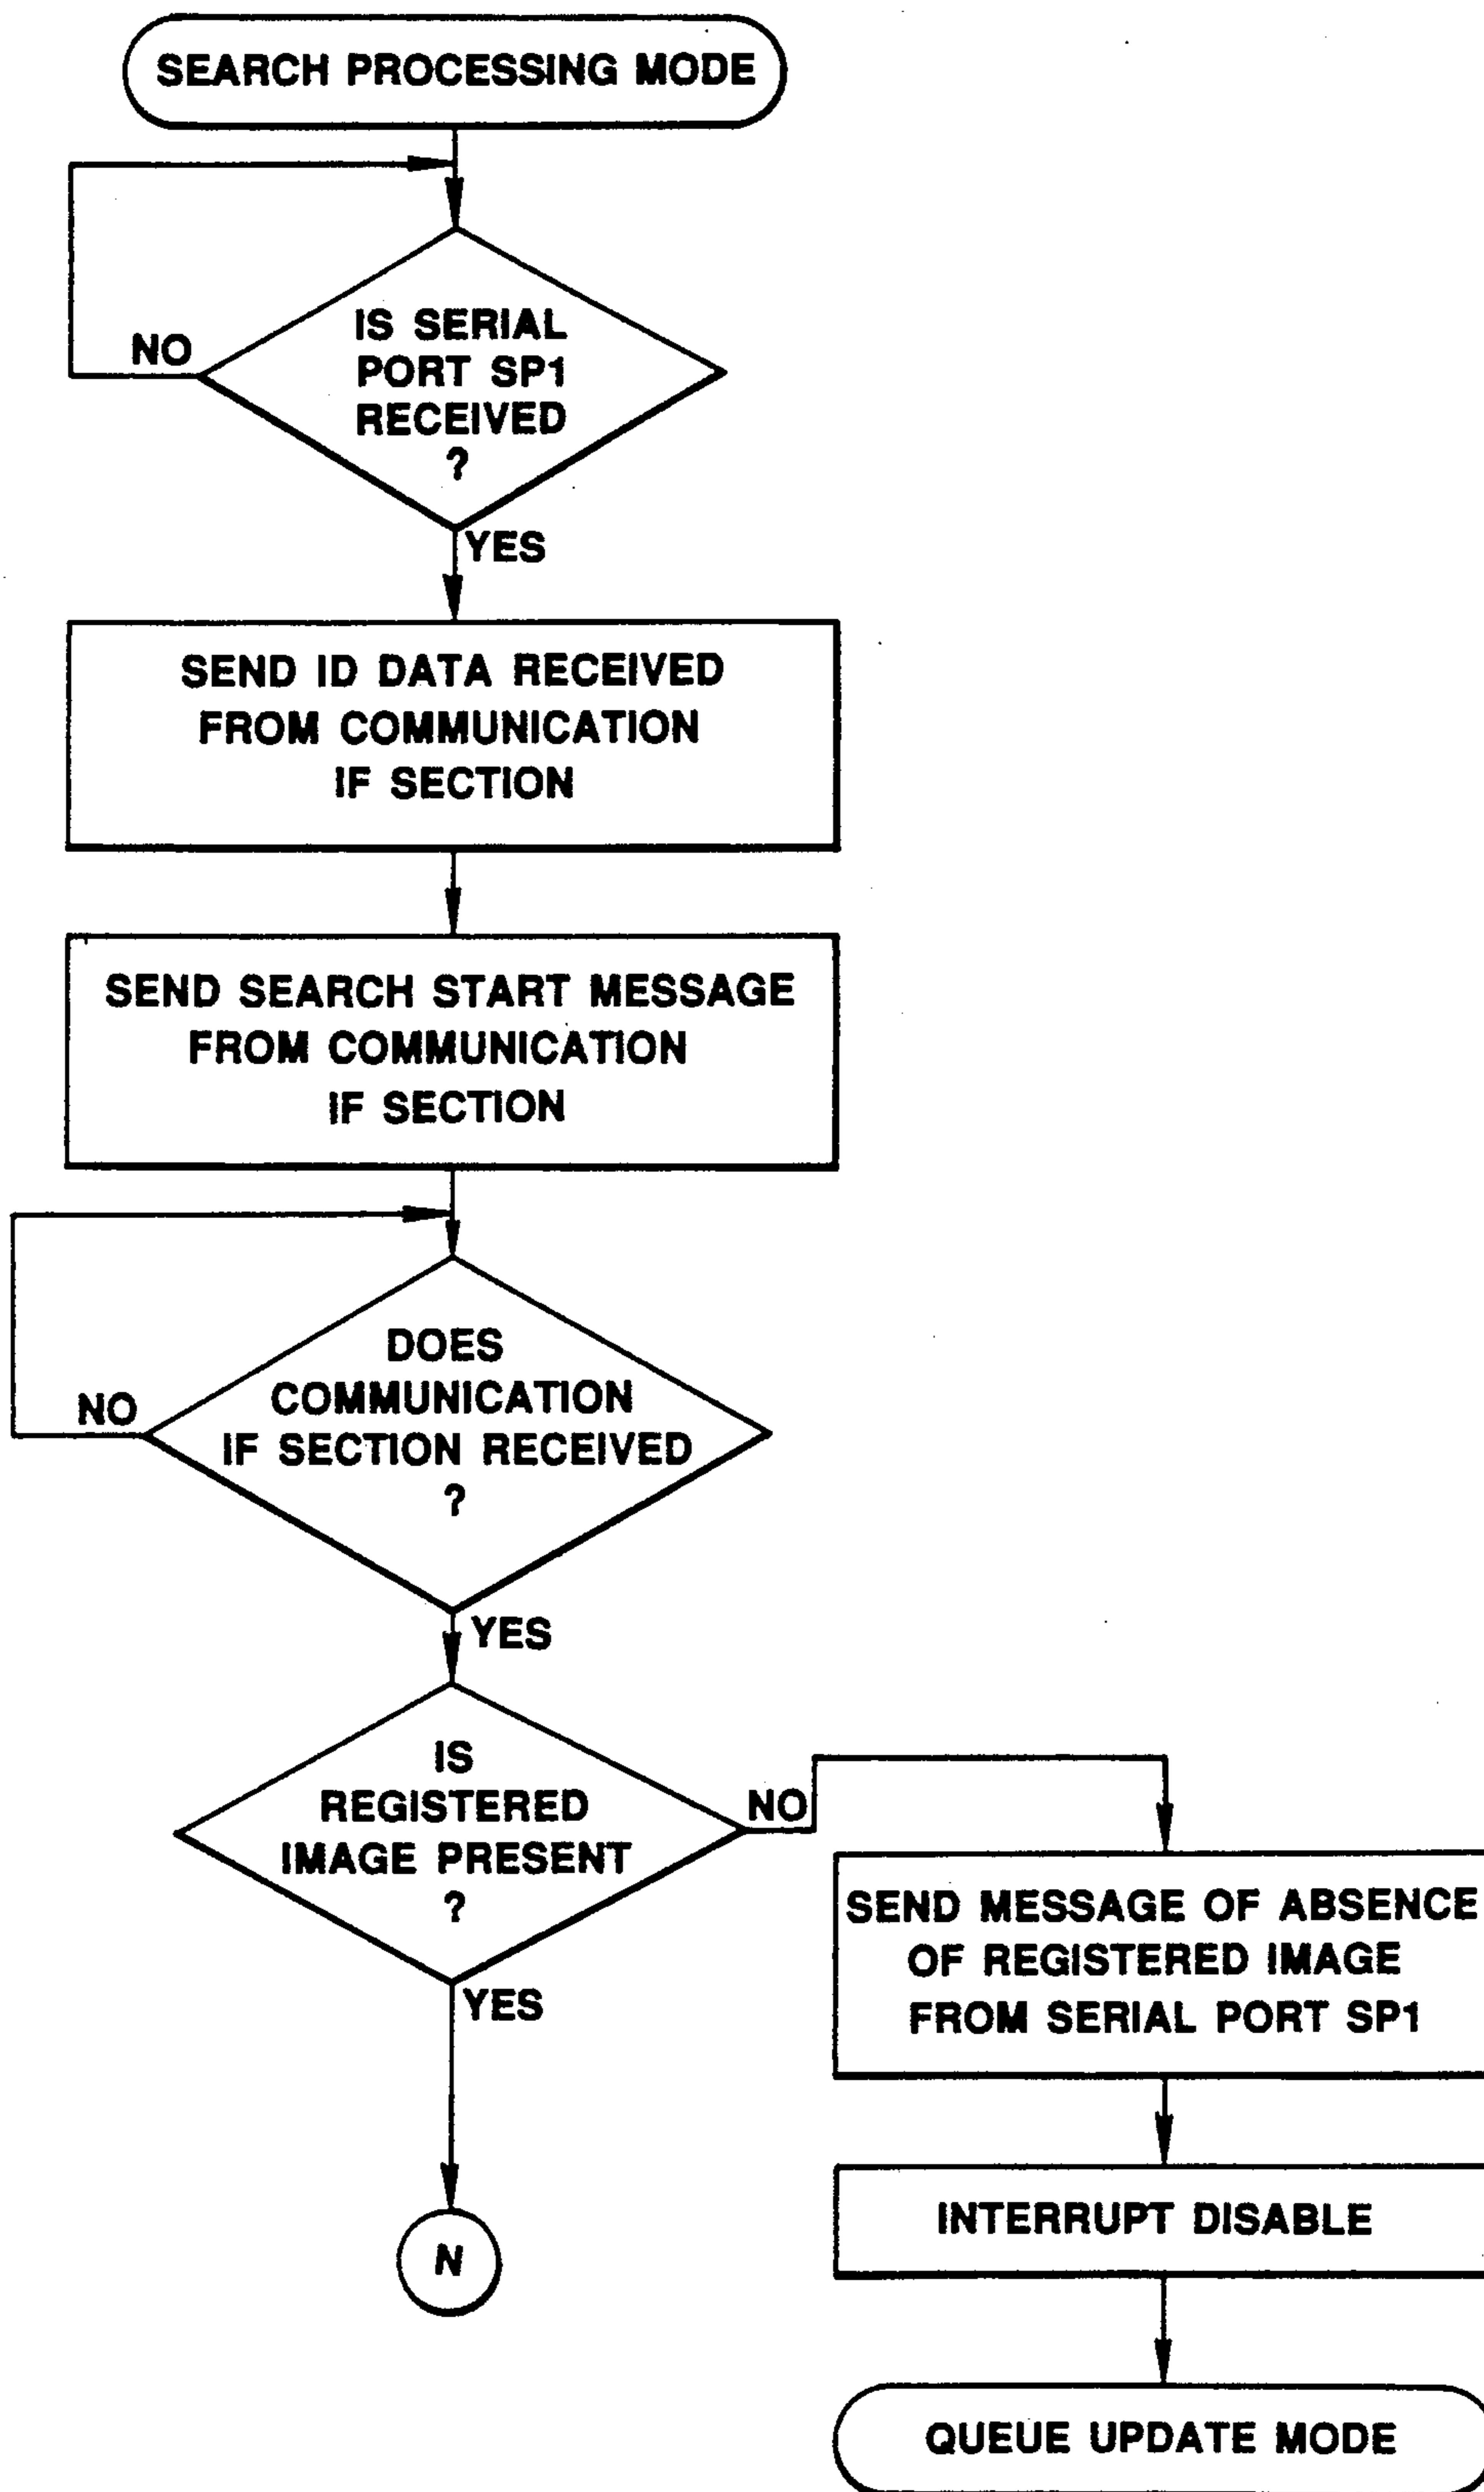 SEARCH PROCESSING MODE
IS SERIAL
PORT SP1
RECEIVED
?
NO
YES
SEND ID DATA RECEIVED
FROM COMMUNICATION
IF SECTION
SEND SEARCH START MESSAGE
FROM COMMUNICATION
IF SECTION
DOES
COMMUNICATION
IF SECTION RECEIVED
?
NO
YES
IS
REGISTERED
IMAGE PRESENT
?
NO
YES
N
SEND MESSAGE OF ABSENCE
OF REGISTERED IMAGE
FROM SERIAL PORT SP1
INTERRUPT DISABLE
QUEUE UPDATE MODE